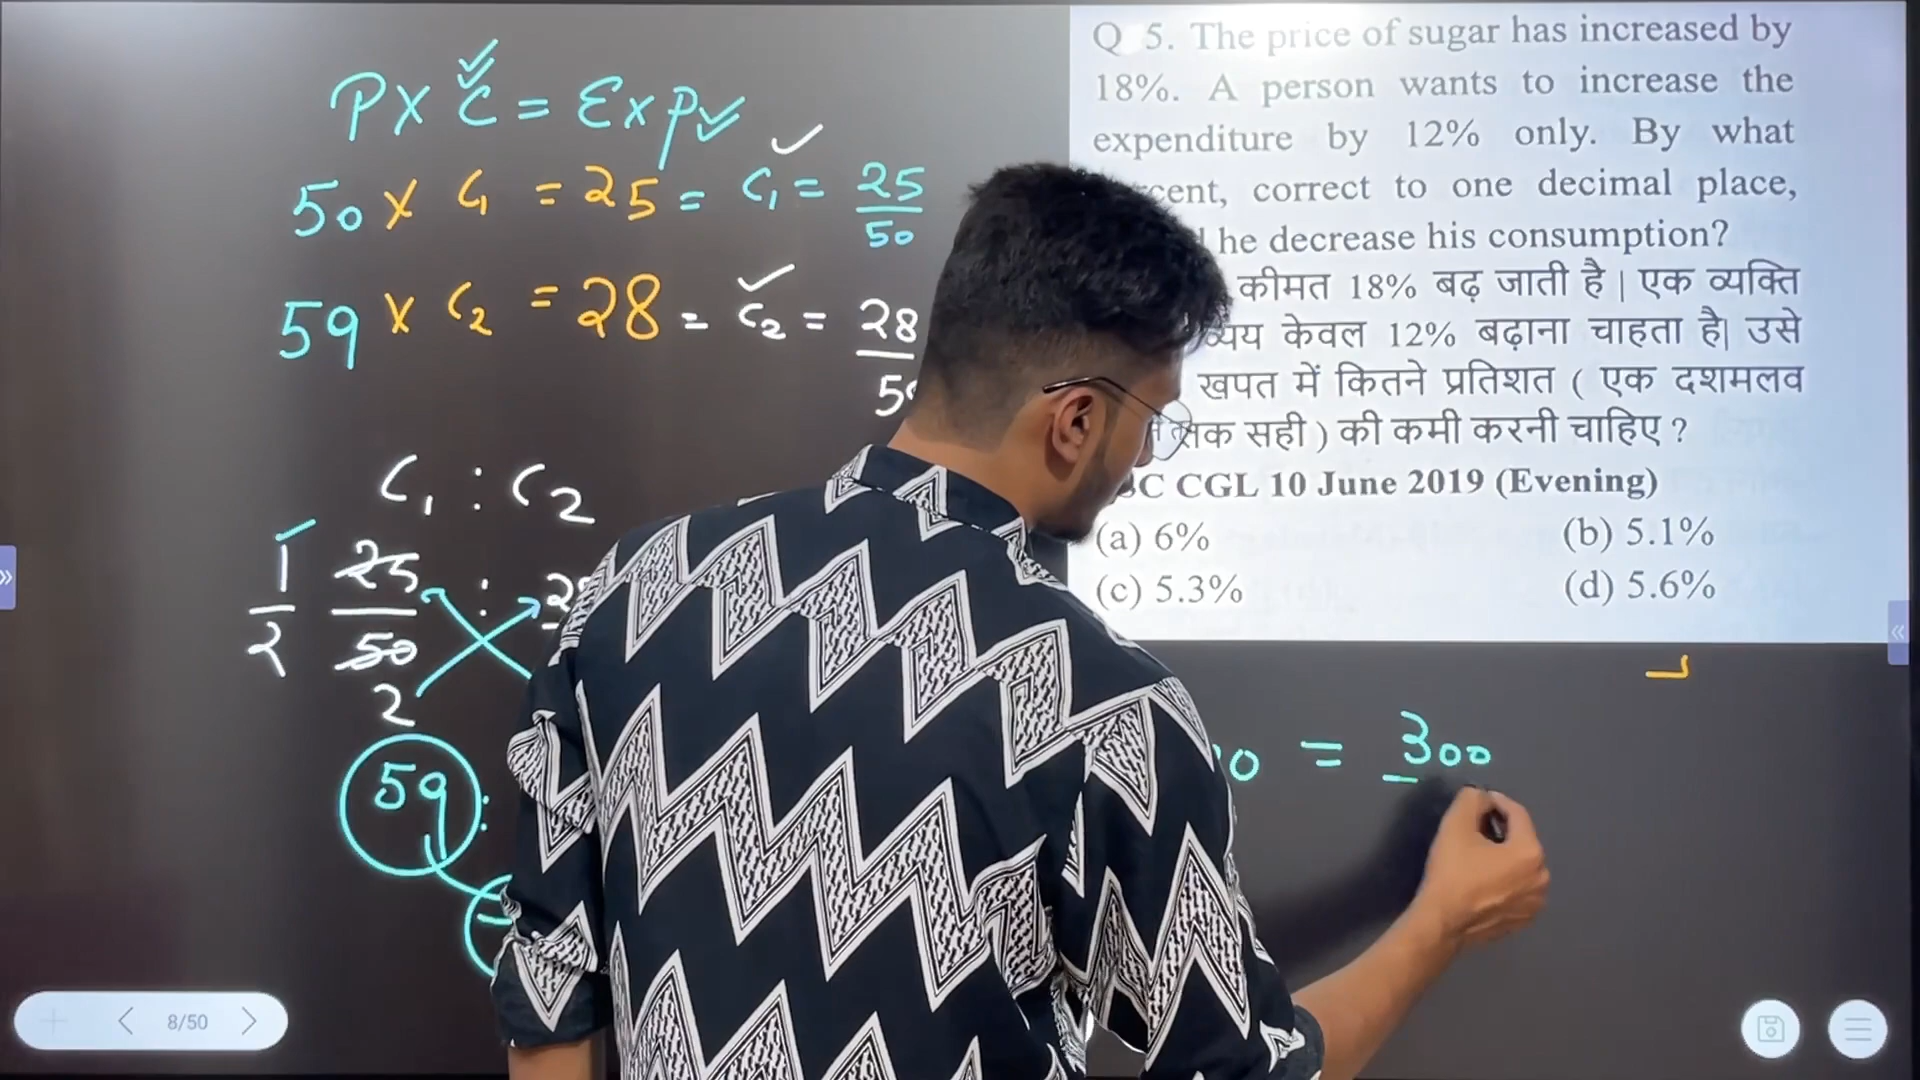 P X C = Exp
50 X C1 = 25 = C1 = 25/50
59 X C2 = 28 = C2 = 28
C1 : C2
1/2 25/50 :
2
59 :
Q 5. The price of sugar has increased by
18%. A person wants to increase the
expenditure by 12% only. By what
cent, correct to one decimal place,
he decrease his consumption?
कीमत 18% बढ़ जाती है | एक व्यक्ति
व्यय केवल 12% बढ़ाना चाहता है| उसे
खपत में कितने प्रतिशत ( एक दशमलव
तक सही ) की कमी करनी चाहिए ?
SC CGL 10 June 2019 (Evening)
(a) 6% (b) 5.1%
(c) 5.3% (d) 5.6%
0 = 300
8/50